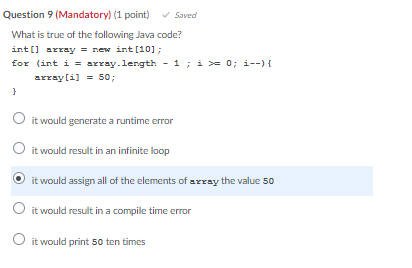 Question 9 (Mandatory) (1 point) ✓ Saved
What is true of the following Java code?
int[] array = new int[10];
for (int i = array.length - 1 ; i >= 0; i--){
array[i] = 50;
}
it would generate a runtime error
it would result in an infinite loop
it would assign all of the elements of array the value 50
it would result in a compile time error
it would print 50 ten times